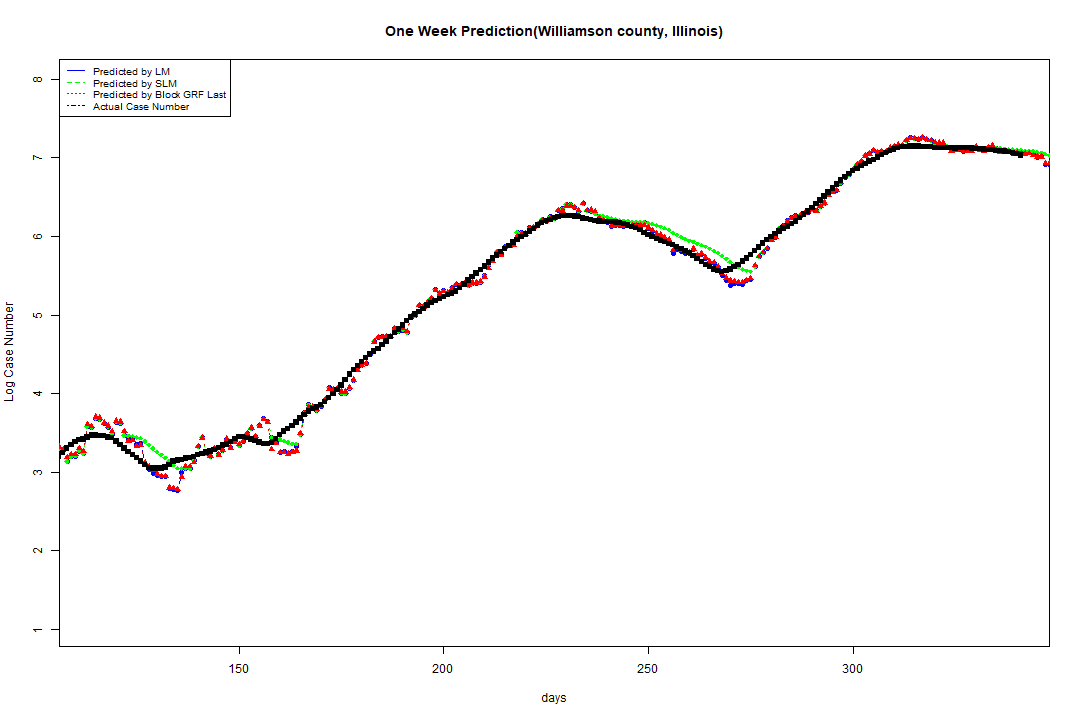 One Week Prediction(Williamson county, Illinois)
Predicted by LM
Predicted by SLM
Predicted by Block GRF Last
Actual Case Number
8
7
6
5
4
3
2
1
Log Case Number
150 200 250 300
days